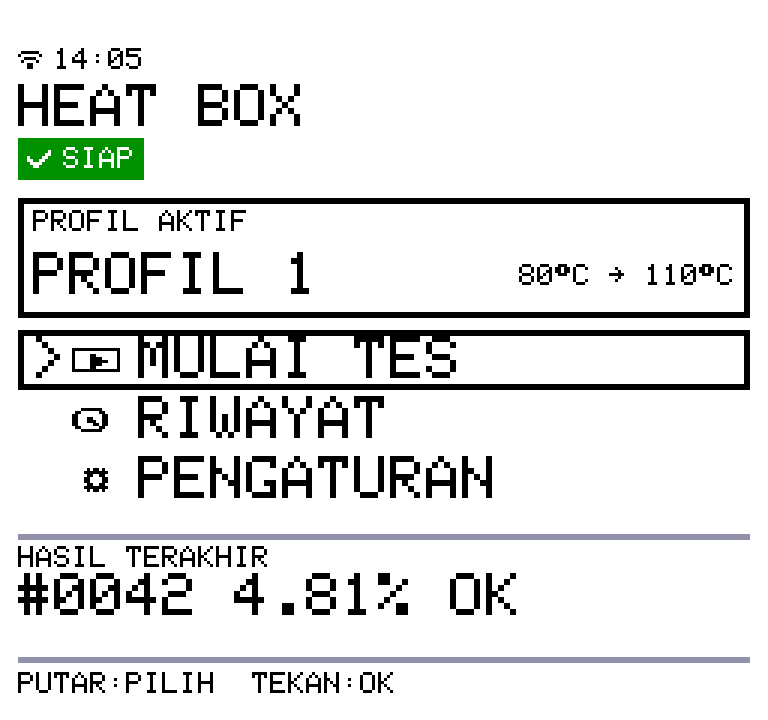 14:05
HEAT BOX
SIAP
PROFIL AKTIF
PROFIL 1 80°C → 110°C
> MULAI TES
RIWAYAT
PENGATURAN
HASIL TERAKHIR
#0042 4.81% OK
PUTAR:PILIH TEKAN:OK